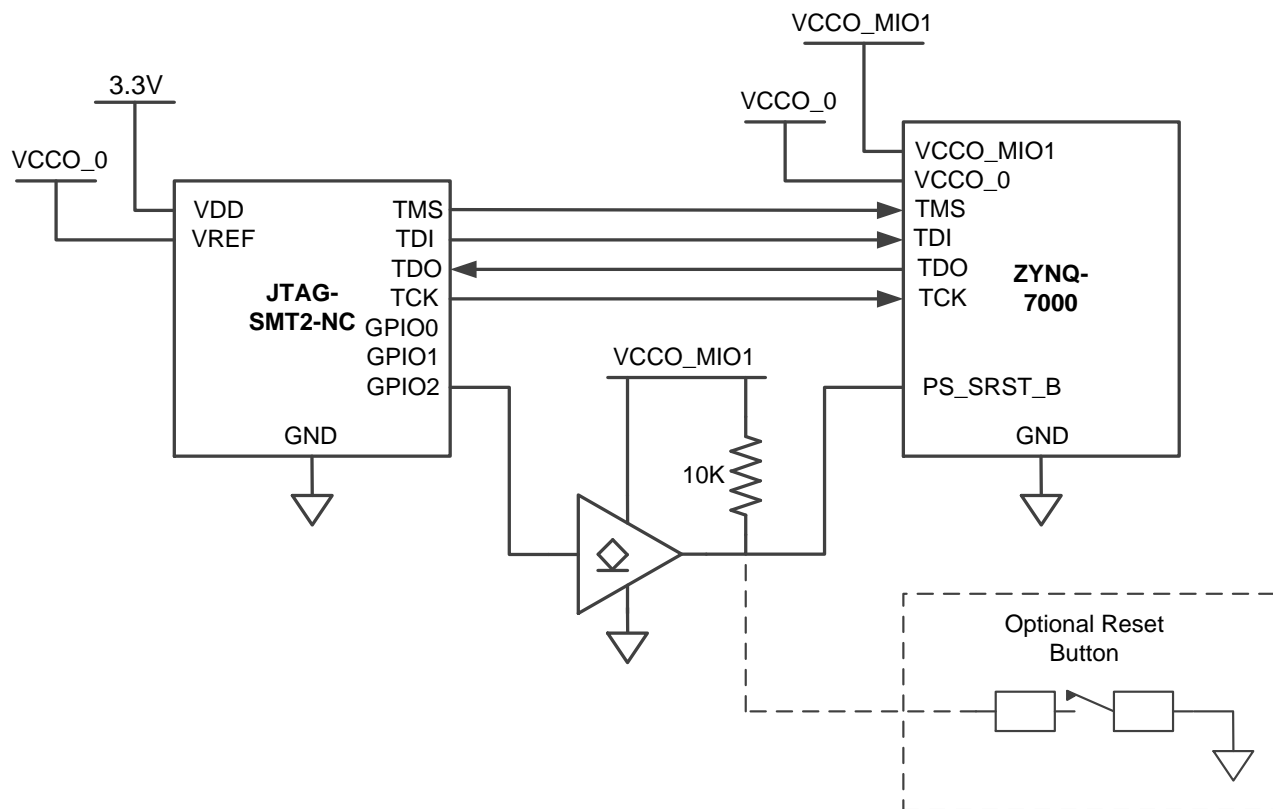 VCCO_MIO1
3.3V
VCCO_0
VCCO_0
VDD
VREF
TMS
TDI
TDO
TCK
GPIO0
GPIO1
GPIO2
JTAG-
SMT2-NC
GND
VCCO_MIO1
VCCO_0
TMS
TDI
TDO
TCK
ZYNQ-
7000
PS_SRST_B
GND
VCCO_MIO1
10K
Optional Reset
Button